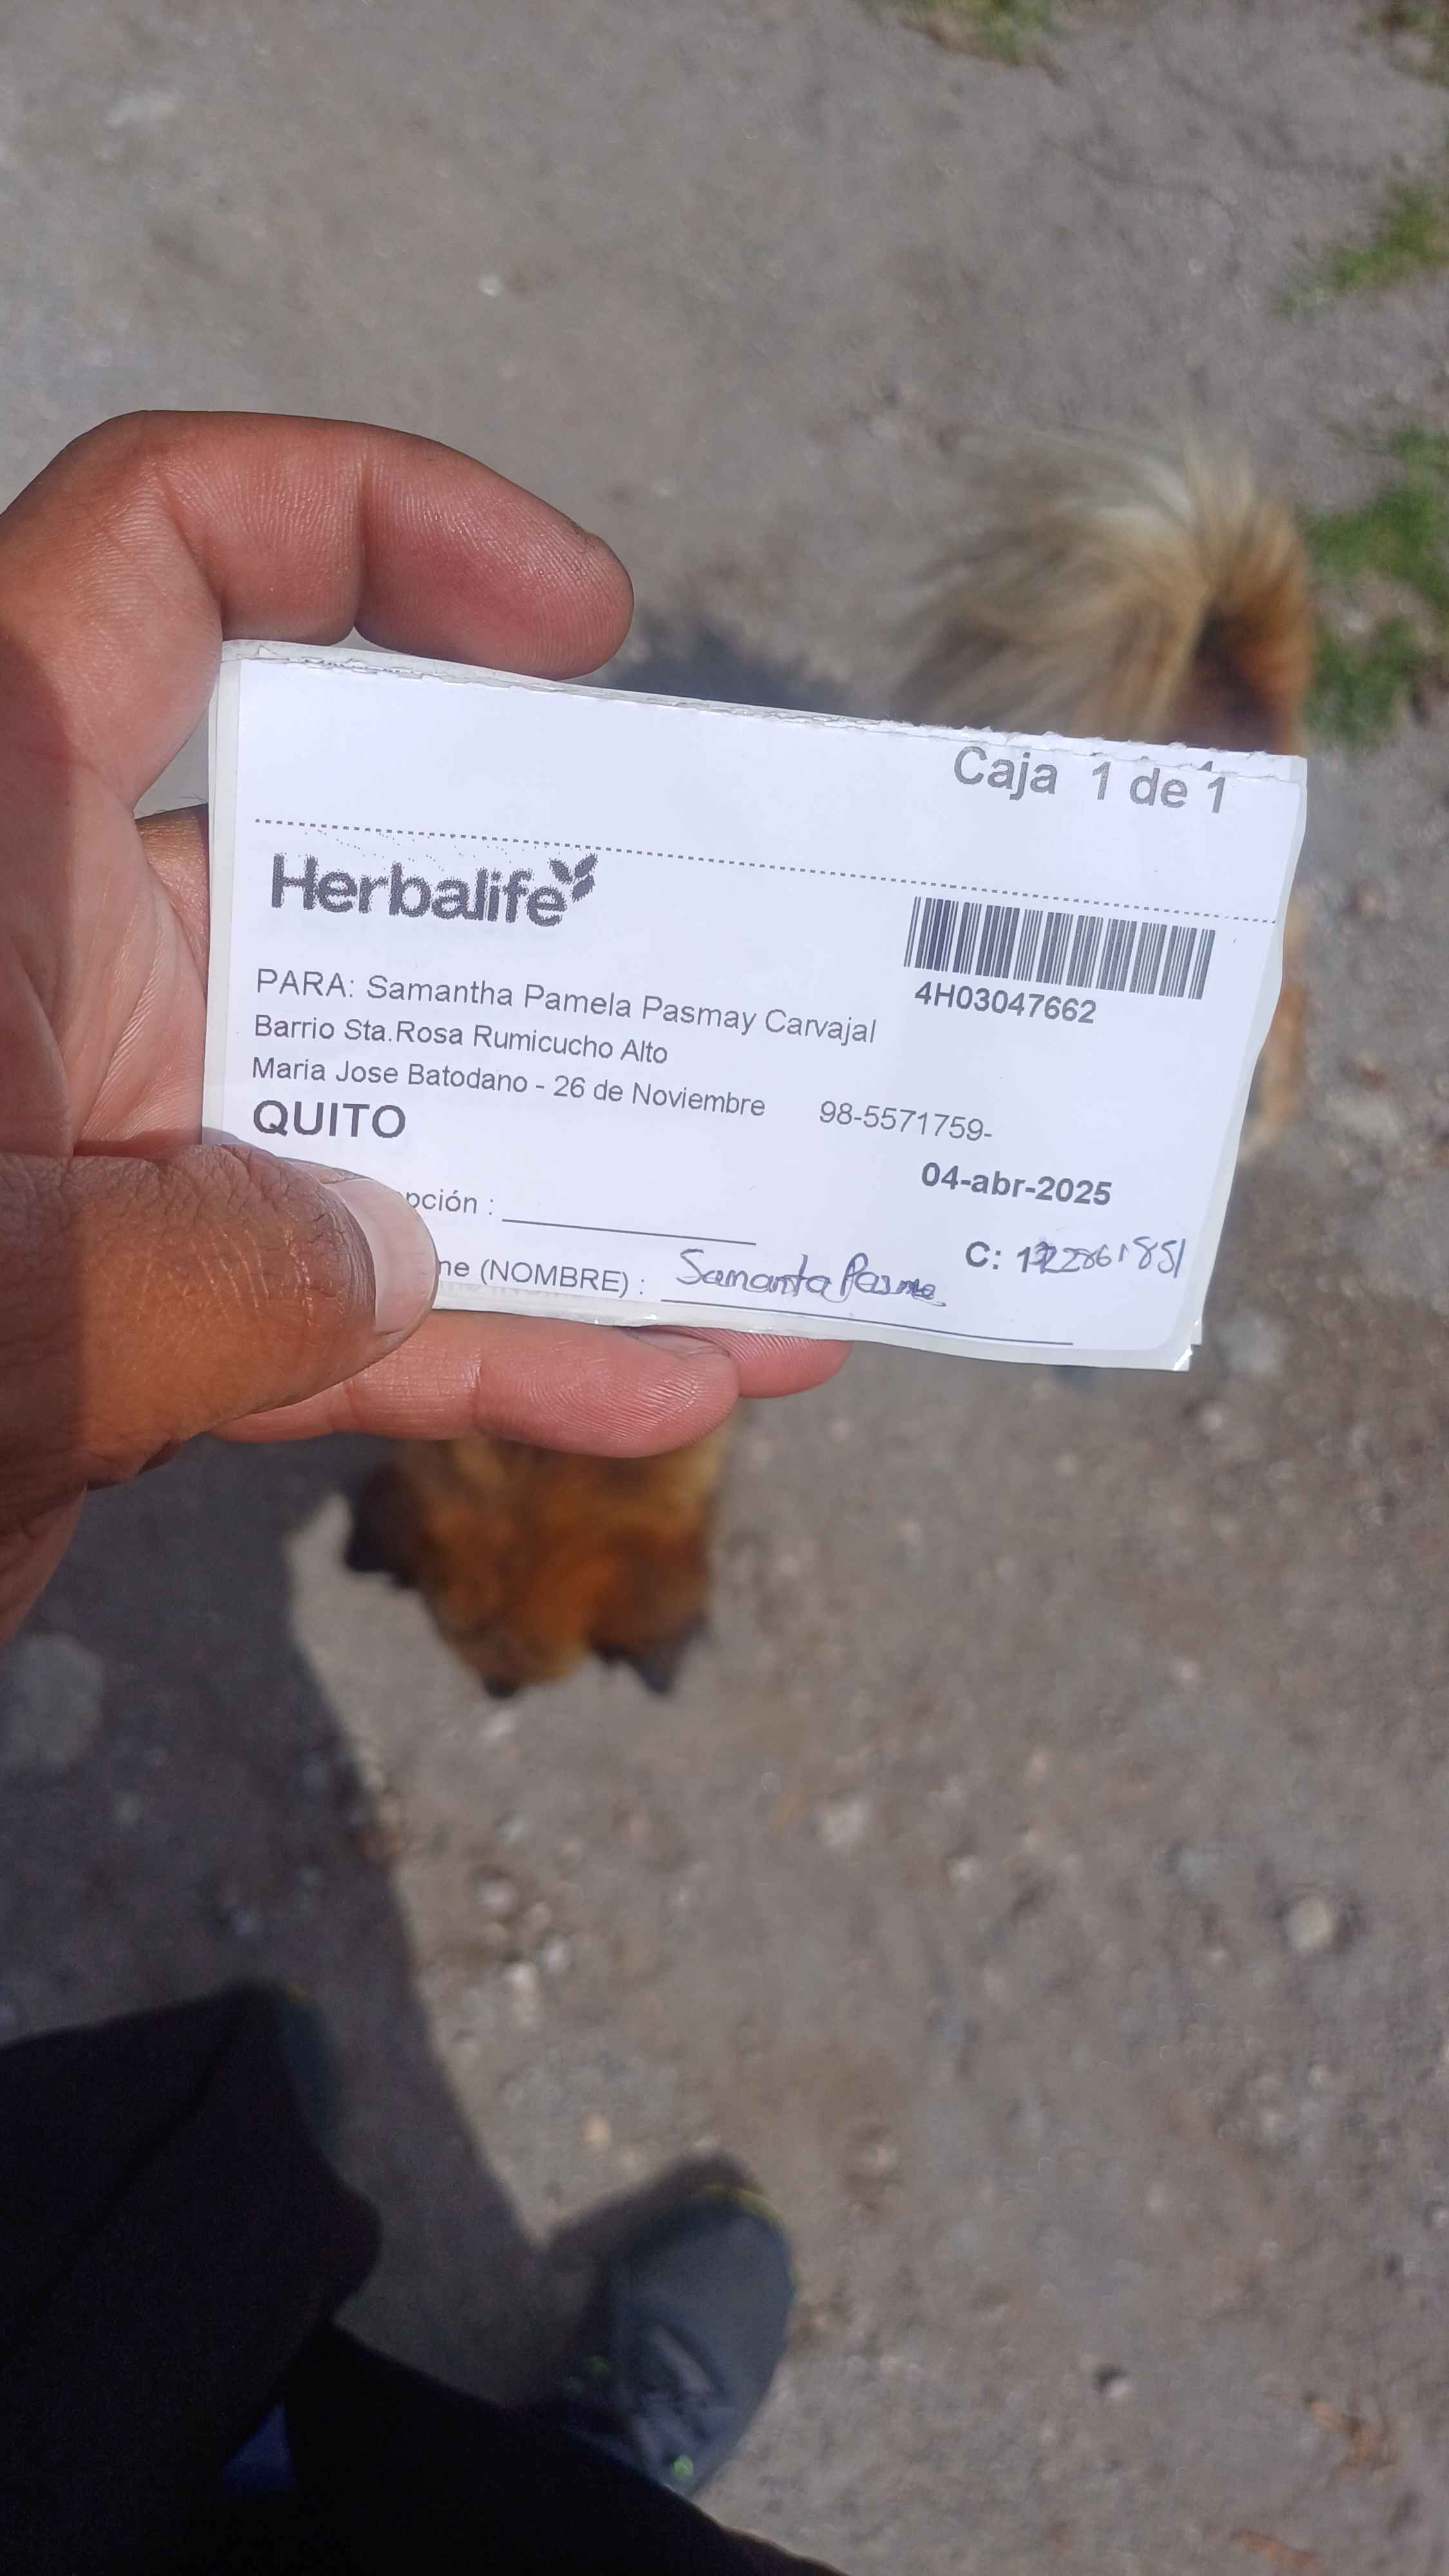 Caja 1 de 1
Herbalife
4H03047662
PARA: Samantha Pamela Pasmay Carvajal
Barrio Sta.Rosa Rumicucho Alto
Maria Jose Batodano - 26 de Noviembre 98-5571759-
QUITO
04-abr-2025
pción :
C:
me (NOMBRE) : Samanta Pasme